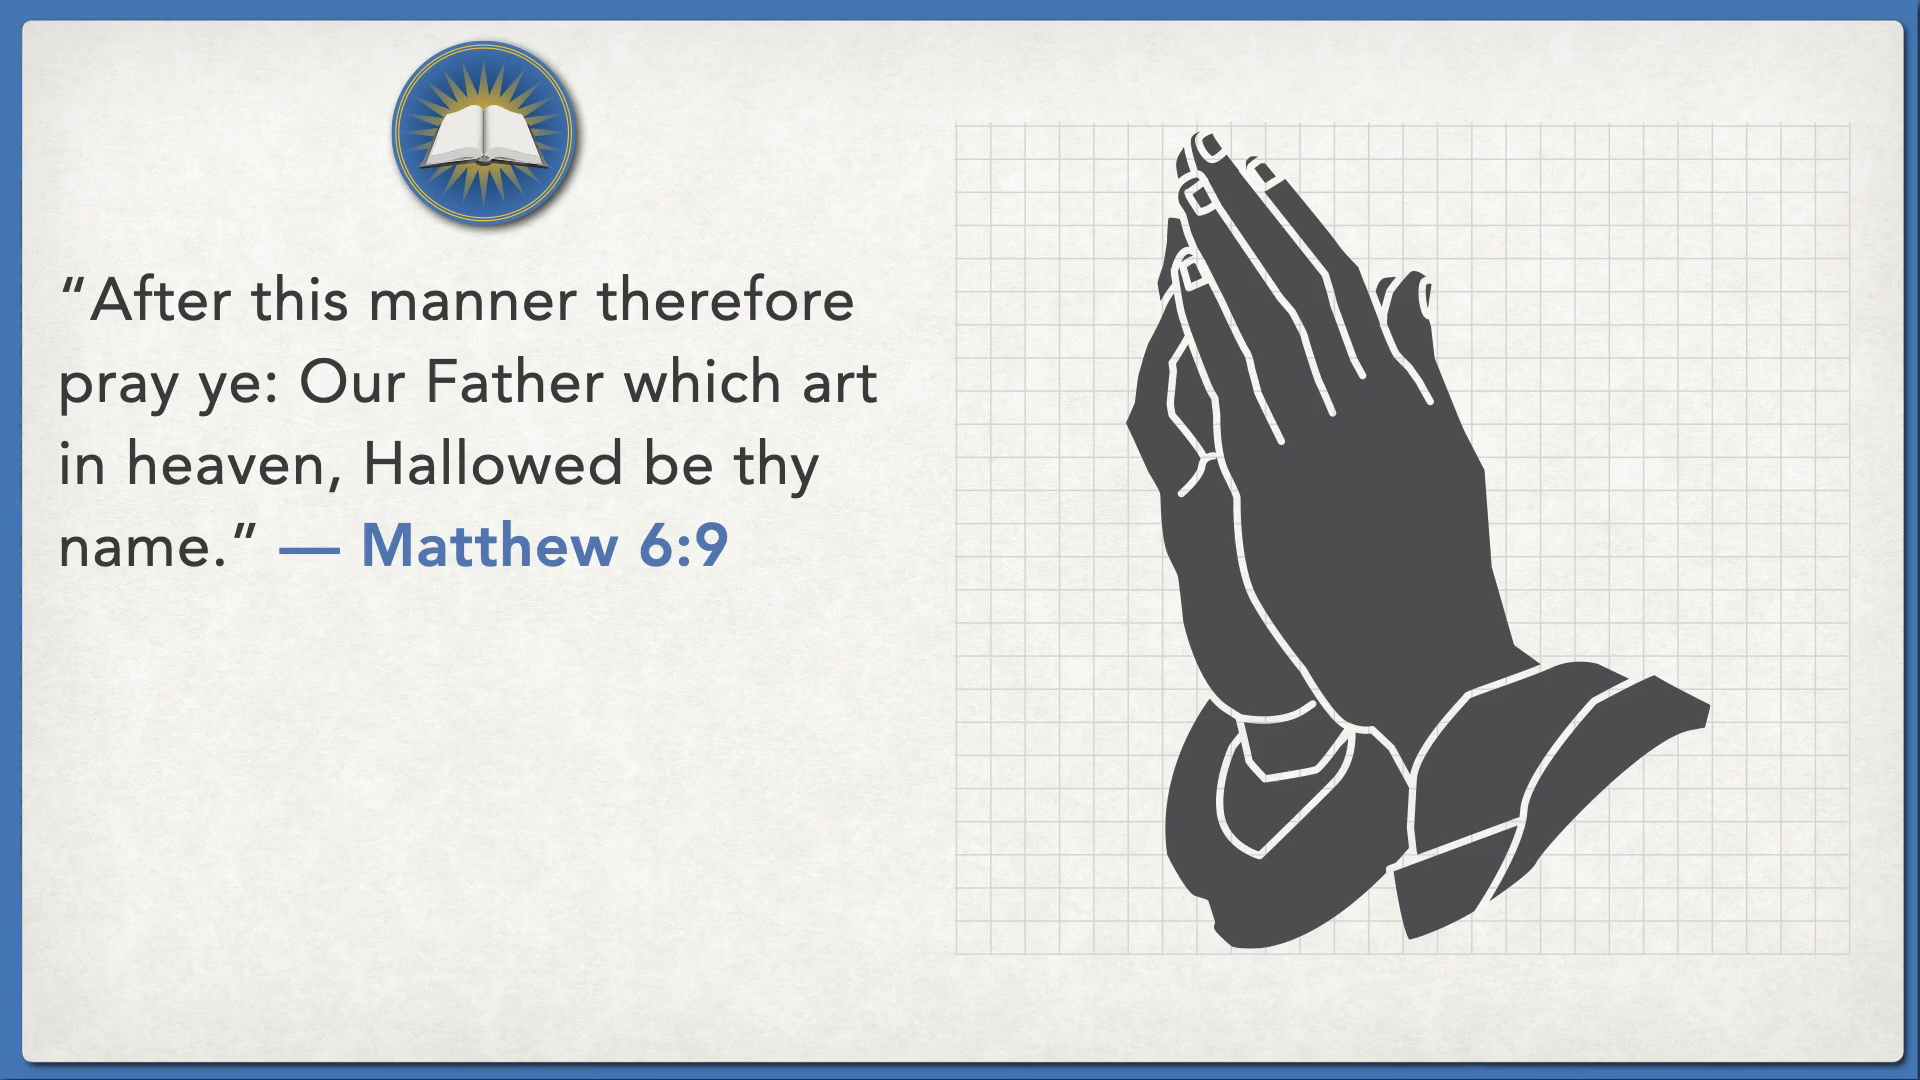 “After this manner therefore
pray ye: Our Father which art
in heaven, Hallowed be thy
name.” — Matthew 6:9